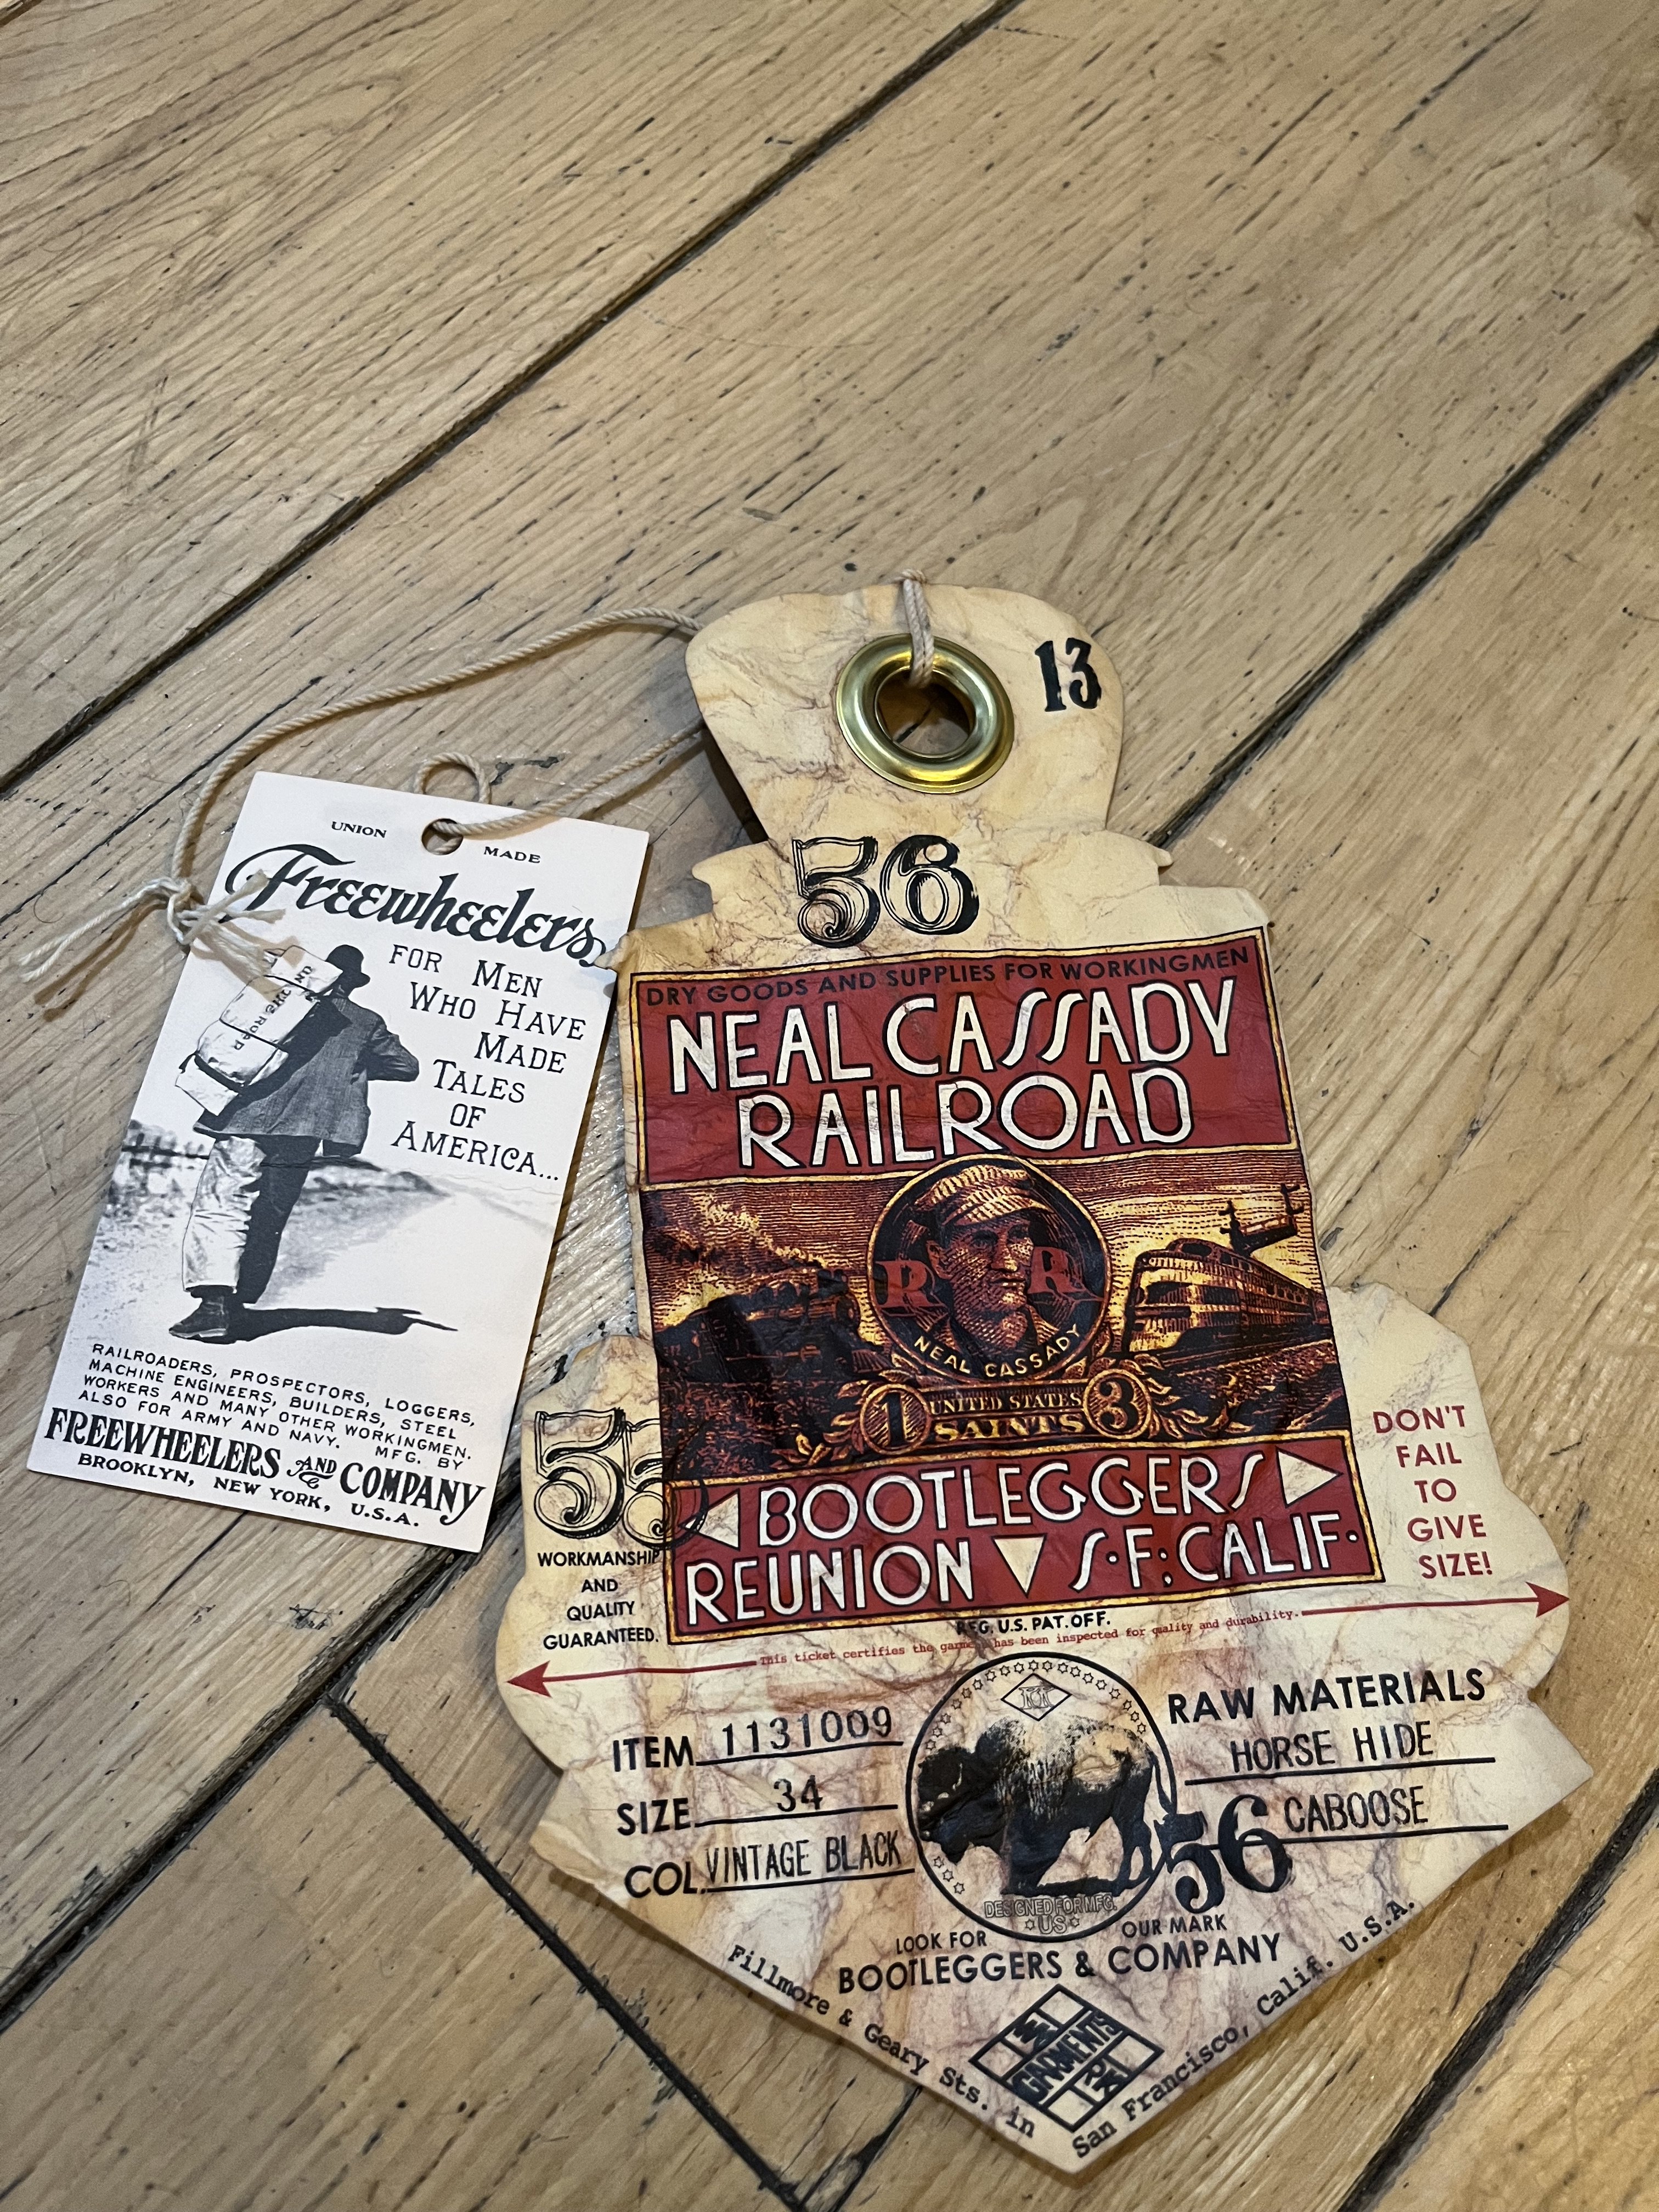 UNION MADE
Freewheelers
FOR MEN
WHO HAVE
MADE
TALES
OF
AMERICA...
RAILROADERS, PROSPECTORS, LOGGERS,
MACHINE ENGINEERS, BUILDERS, STEEL
WORKERS AND MANY OTHER WORKINGMEN.
ALSO FOR ARMY AND NAVY. MFG. BY
FREEWHEELERS AND COMPANY
BROOKLYN, NEW YORK, U.S.A.
13
56
DRY GOODS AND SUPPLIES FOR WORKINGMEN
NEAL CASSADY
RAILROAD
R R
NEAL CASSADY
1 UNITED STATES 3
SAINTS
BOOTLEGGERS
REUNION S.F: CALIF.
55
WORKMANSHIP
AND
QUALITY
GUARANTEED.
DON'T
FAIL
TO
GIVE
SIZE!
REG. U.S. PAT. OFF.
This ticket certifies the garment has been inspected for quality and durability.
ITEM 1131009
SIZE 34
COL. VINTAGE BLACK
RAW MATERIALS
HORSE HIDE
CABOOSE
56
DESIGNED FOR MFG.
US
LOOK FOR OUR MARK
BOOTLEGGERS & COMPANY
GARMENTS
Fillmore & Geary Sts. in San Francisco, Calif. U.S.A.